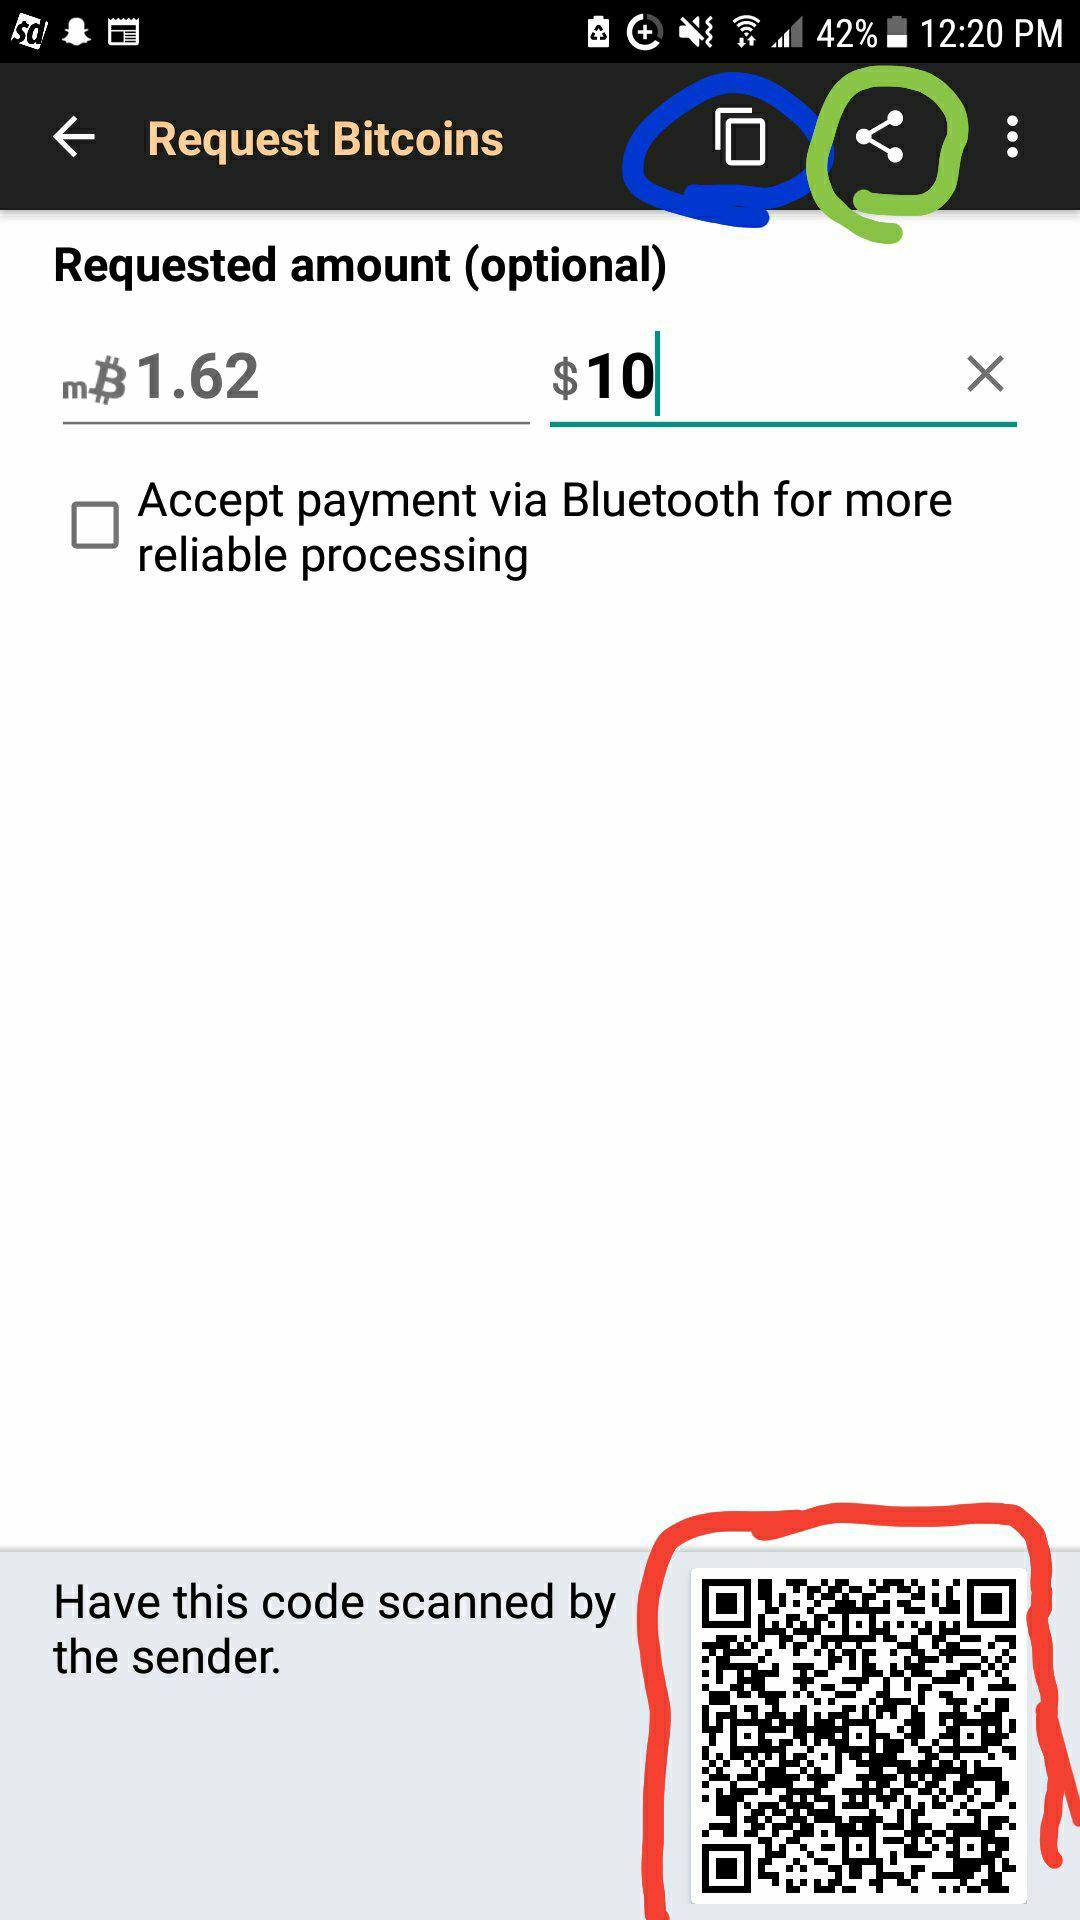 sd 42% 12:20 PM
Request Bitcoins
Requested amount (optional)
m₿ 1.62 $ 10
Accept payment via Bluetooth for more
reliable processing
Have this code scanned by
the sender.